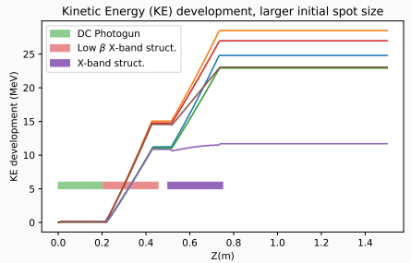 Kinetic Energy (KE) development, larger initial spot size
DC Photogun
Low β X-band struct.
X-band struct.
KE development (MeV)
25
20
15
10
5
0
0.0 0.2 0.4 0.6 0.8 1.0 1.2 1.4
Z(m)